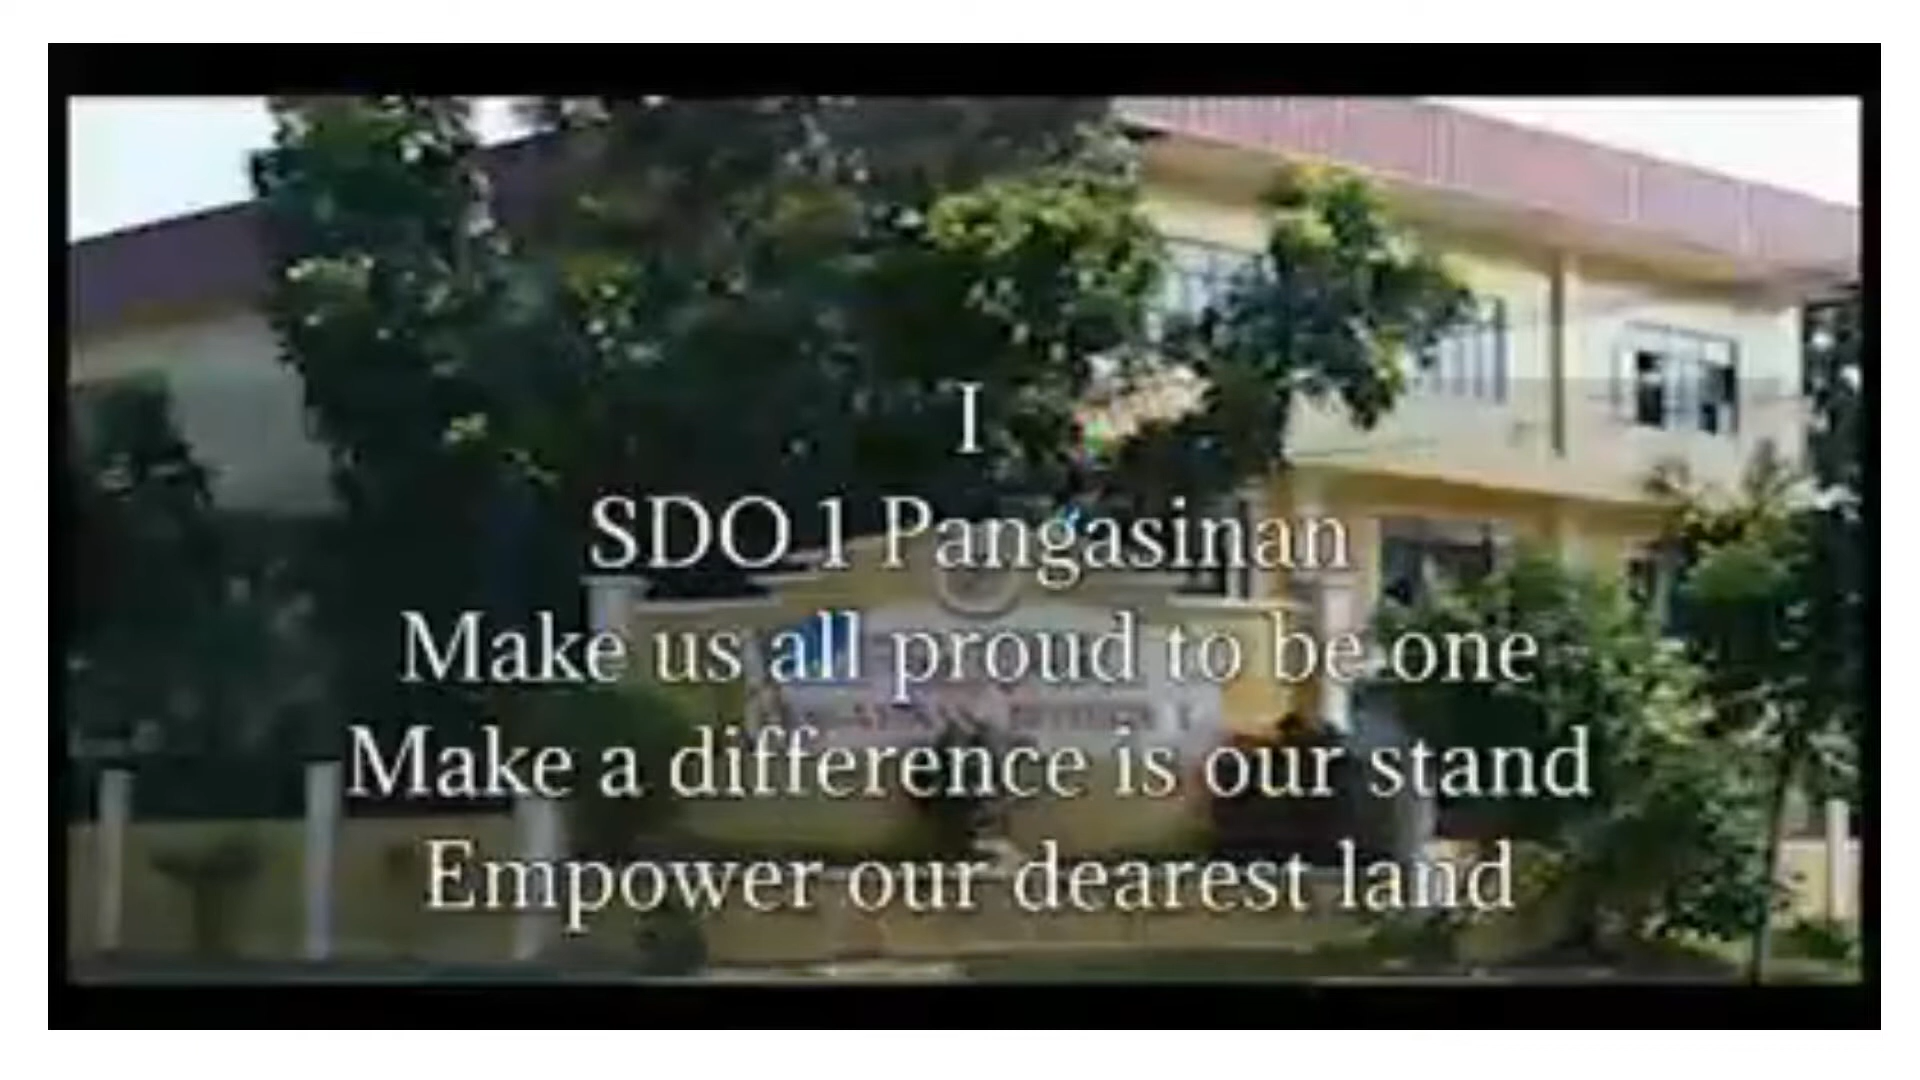 I
SDO 1 Pangasinan
Make us all proud to be one
Make a difference is our stand
Empower our dearest land